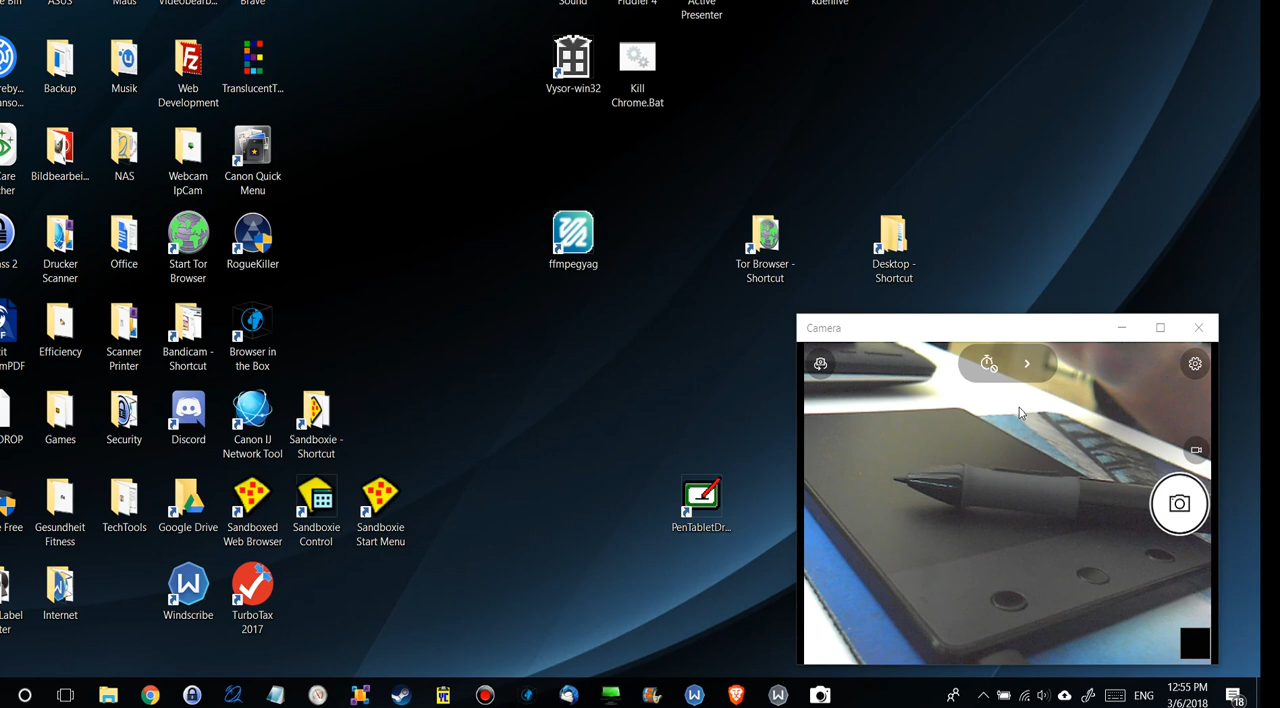 Backup
Musik
Web
Development
TranslucentT...
Vysor-win32
Kill
Chrome.Bat
Sound
Fiddler 4
Active
Presenter
kdenlive
ASUS
Maus
Brave
Bildbearbei...
NAS
Webcam
IpCam
Canon Quick
Menu
Drucker
Scanner
Office
Start Tor
Browser
RogueKiller
ffmpegyag
Tor Browser -
Shortcut
Desktop -
Shortcut
Efficiency
Scanner
Printer
Bandicam -
Shortcut
Browser in
the Box
Camera
Games
Security
Discord
Canon IJ
Network Tool
Sandboxie -
Shortcut
Gesundheit
Fitness
TechTools
Google Drive
Sandboxed
Web Browser
Sandboxie
Control
Sandboxie
Start Menu
PenTabletDr...
Internet
Windscribe
TurboTax
2017
ENG
12:55 PM
3/6/2018
18